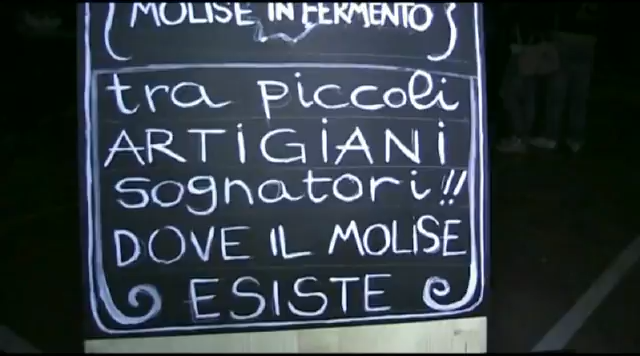 MOLISE IN FERMENTO
tra piccoli
ARTIGIANI
sognatori!!
DOVE IL MOLISE
ESISTE